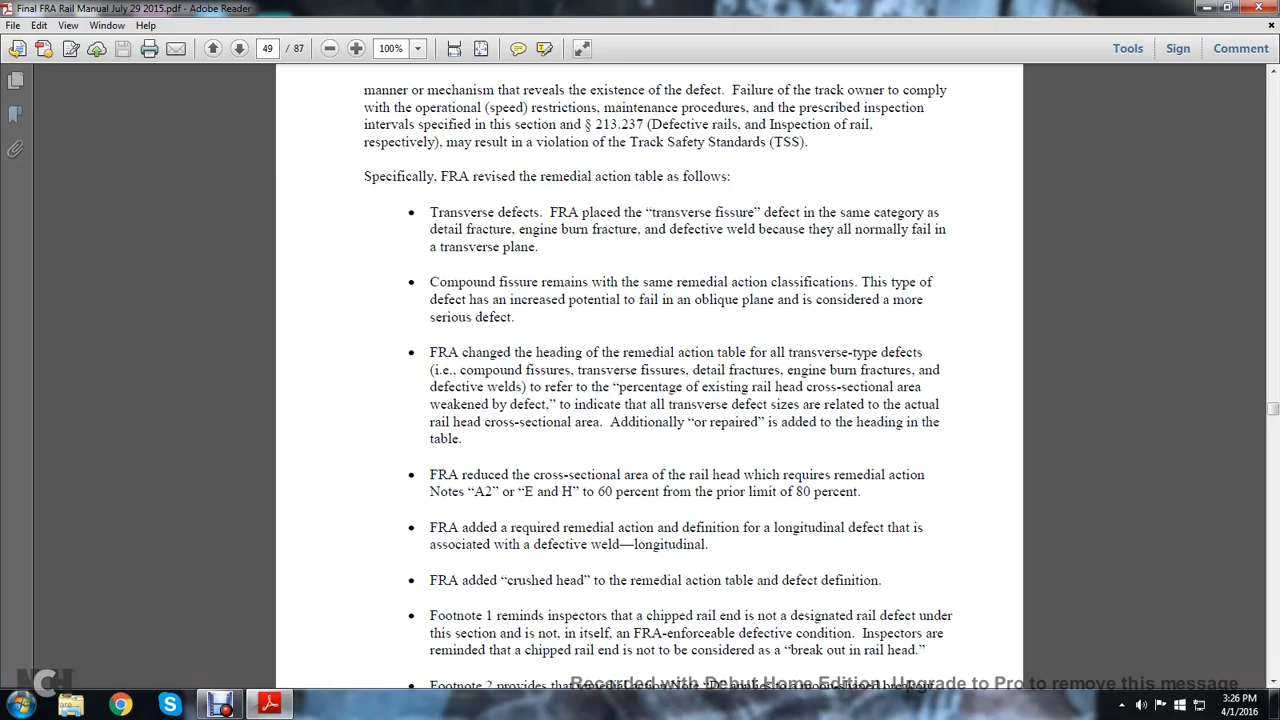 Final FRA Rail Manual July 29 2015.pdf - Adobe Reader
File Edit View Window Help
49 / 87 100% Tools Sign Comment
manner or mechanism that reveals the existence of the defect. Failure of the track owner to comply
with the operational (speed) restrictions, maintenance procedures, and the prescribed inspection
intervals specified in this section and § 213.237 (Defective rails, and Inspection of rail,
respectively), may result in a violation of the Track Safety Standards (TSS).
Specifically, FRA revised the remedial action table as follows:
• Transverse defects. FRA placed the “transverse fissure” defect in the same category as
detail fracture, engine burn fracture, and defective weld because they all normally fail in
a transverse plane.
• Compound fissure remains with the same remedial action classifications. This type of
defect has an increased potential to fail in an oblique plane and is considered a more
serious defect.
• FRA changed the heading of the remedial action table for all transverse-type defects
(i.e., compound fissures, transverse fissures, detail fractures, engine burn fractures, and
defective welds) to refer to the “percentage of existing rail head cross-sectional area
weakened by defect,” to indicate that all transverse defect sizes are related to the actual
rail head cross-sectional area. Additionally “or repaired” is added to the heading in the
table.
• FRA reduced the cross-sectional area of the rail head which requires remedial action
Notes “A2” or “E and H” to 60 percent from the prior limit of 80 percent.
• FRA added a required remedial action and definition for a longitudinal defect that is
associated with a defective weld—longitudinal.
• FRA added “crushed head” to the remedial action table and defect definition.
• Footnote 1 reminds inspectors that a chipped rail end is not a designated rail defect under
this section and is not, in itself, an FRA-enforceable defective condition. Inspectors are
reminded that a chipped rail end is not to be considered as a “break out in rail head.”
• Footnote 2 provides that remedial action Note
NCH
Recorded with Debut Home Edition. Upgrade to Pro to remove this message
3:26 PM
4/1/2016